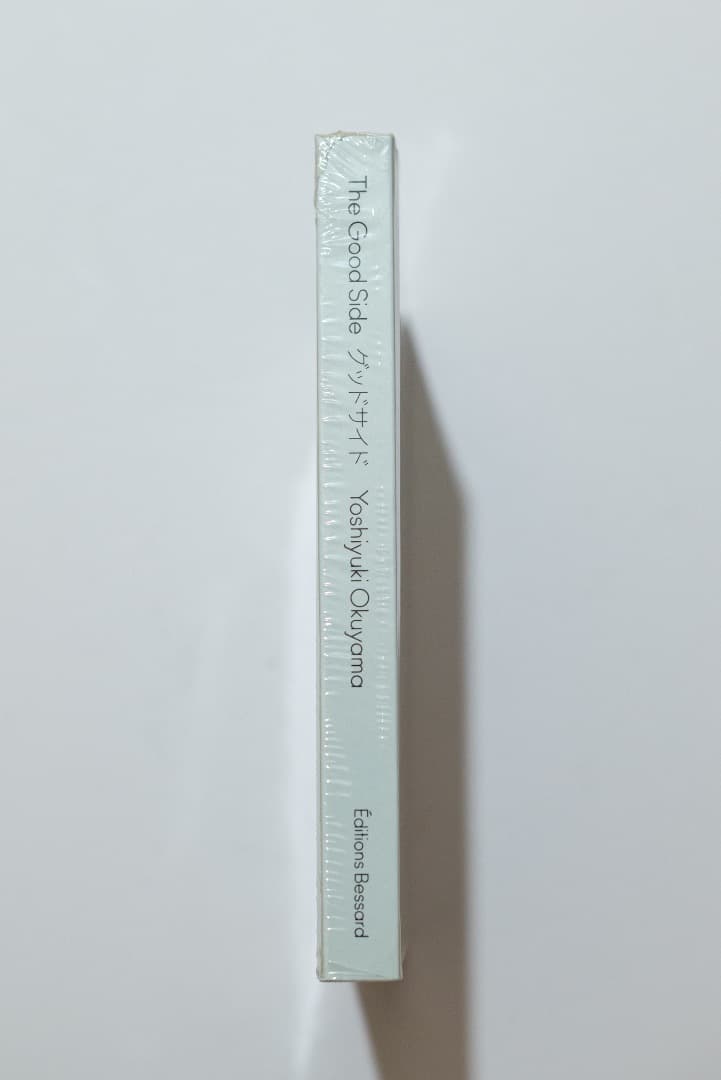 The Good Side グッドサイド Yoshiyuki Okuyama Éditions Bessard